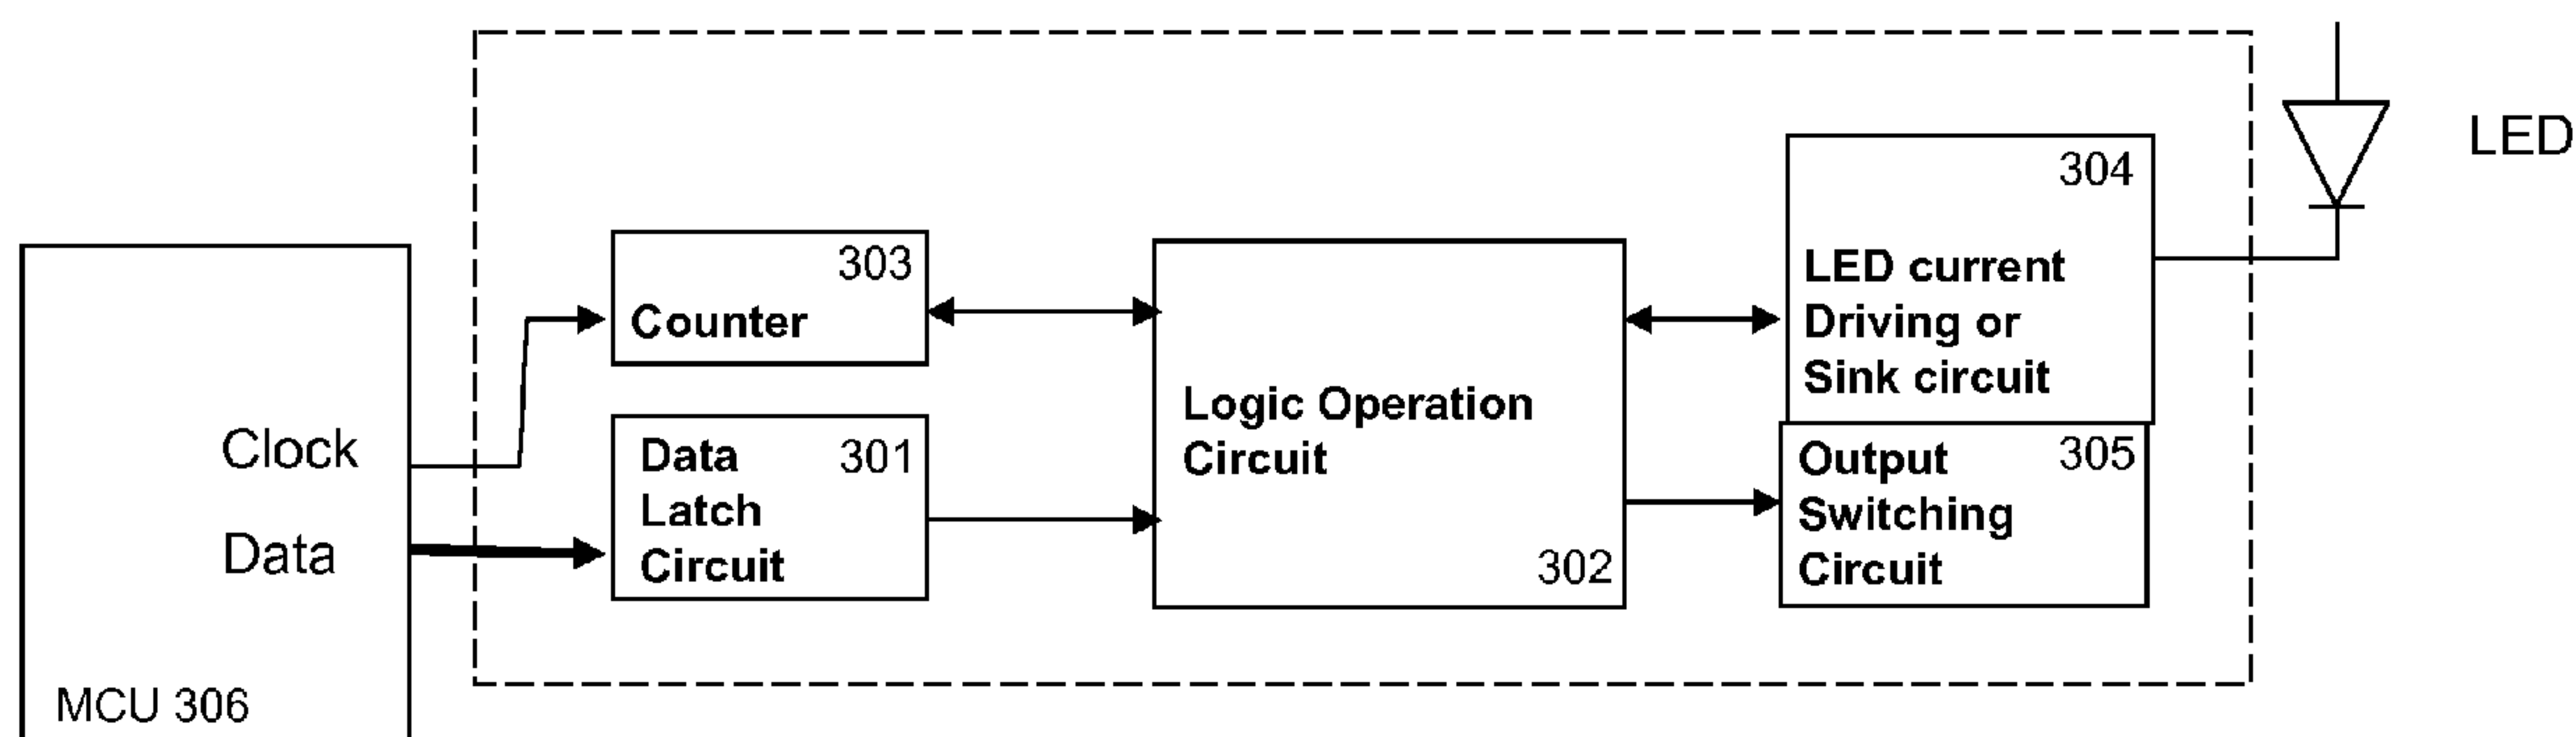 LED
304
LED current
Driving or
Sink circuit
303
Counter
Logic Operation
Circuit
302
Clock
Data
MCU 306
Data
Latch
Circuit
301
Output
Switching
Circuit
305